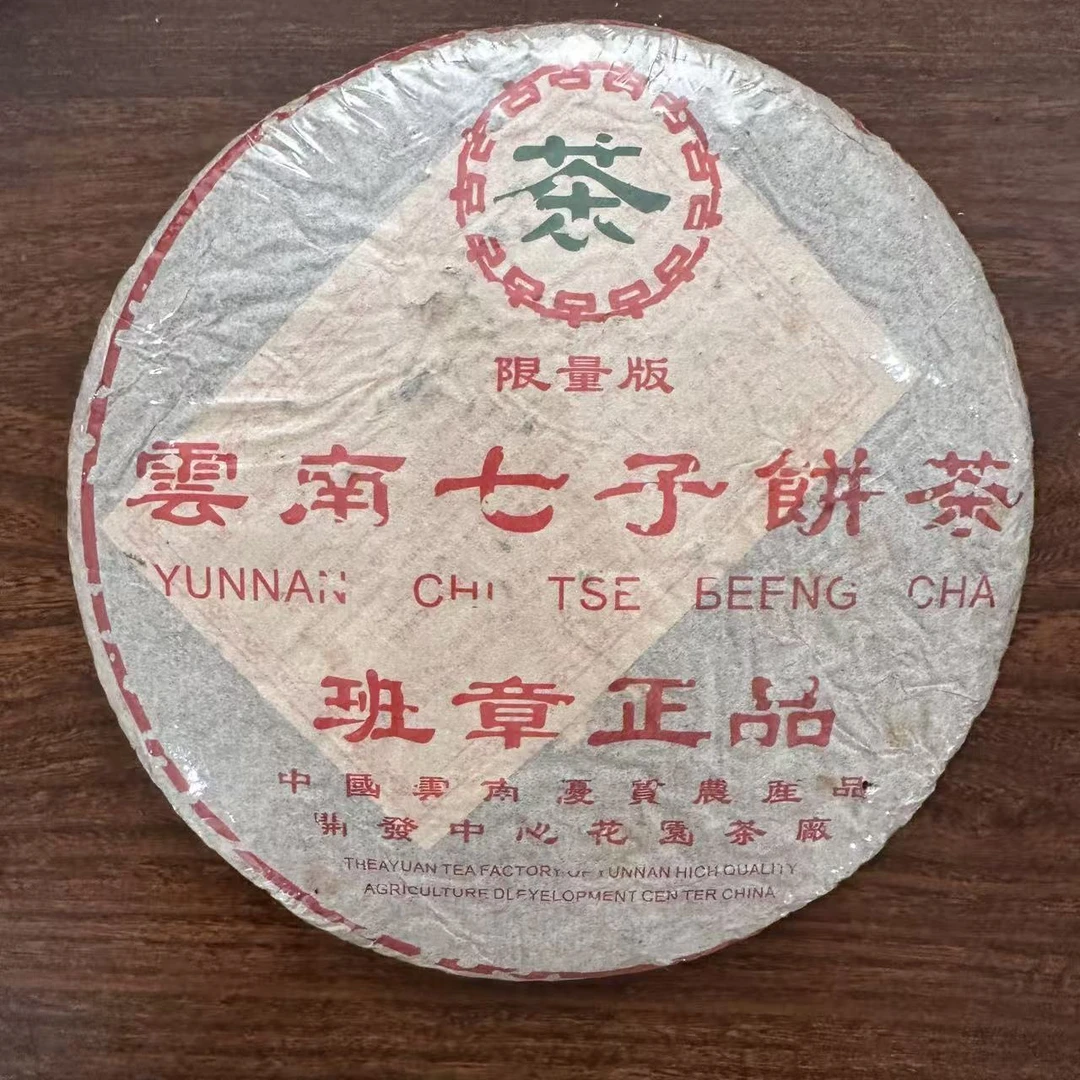 茶
限量版
雲南七子餅茶
YUNNAN CHI TSE BEENG CHA
班章正品
中國雲南優質農產品
開發中心花園茶廠
THEAYUAN TEA FACTORY OF YUNNAN HICH QUALITY
AGRICULTURE DLEYELOPMENT CENTER CHINA